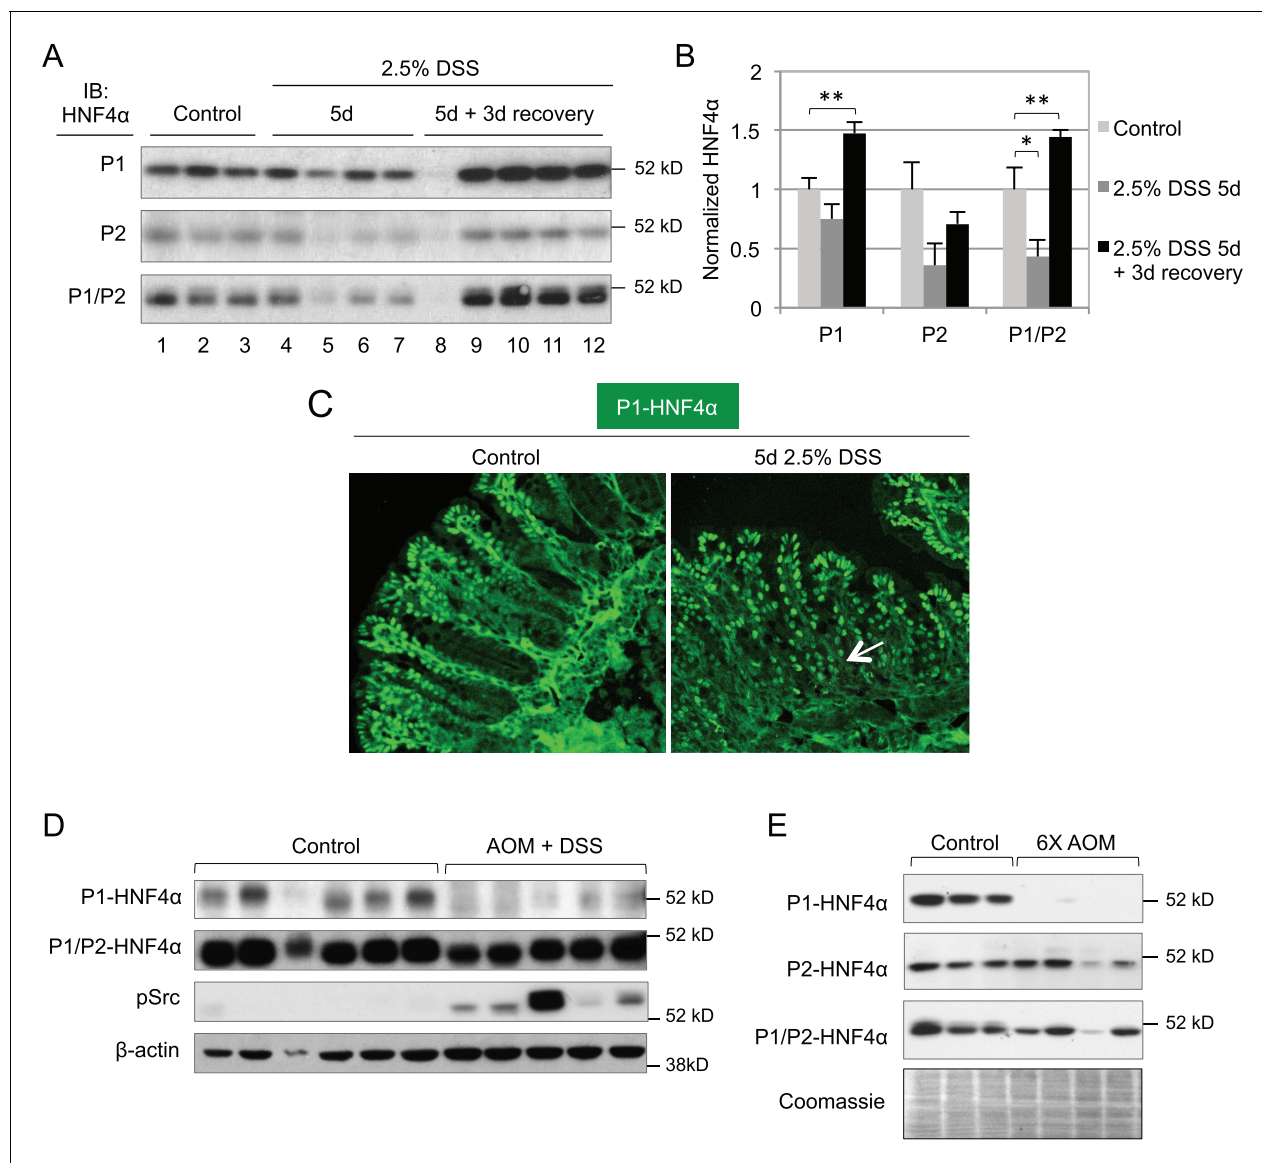 A
2.5% DSS
IB:
HNF4α
Control
5d
5d + 3d recovery
P1
52 kD
P2
52 kD
P1/P2
52 kD
1 2 3 4 5 6 7 8 9 10 11 12
B
Normalized HNF4α
2
1.5
1
0.5
0
**
*
**
P1
P2
P1/P2
Control
2.5% DSS 5d
2.5% DSS 5d
+ 3d recovery
C
P1-HNF4α
Control
5d 2.5% DSS
D
Control
AOM + DSS
P1-HNF4α
52 kD
P1/P2-HNF4α
52 kD
pSrc
52 kD
β-actin
38kD
E
Control
6X AOM
P1-HNF4α
52 kD
P2-HNF4α
52 kD
P1/P2-HNF4α
52 kD
Coomassie